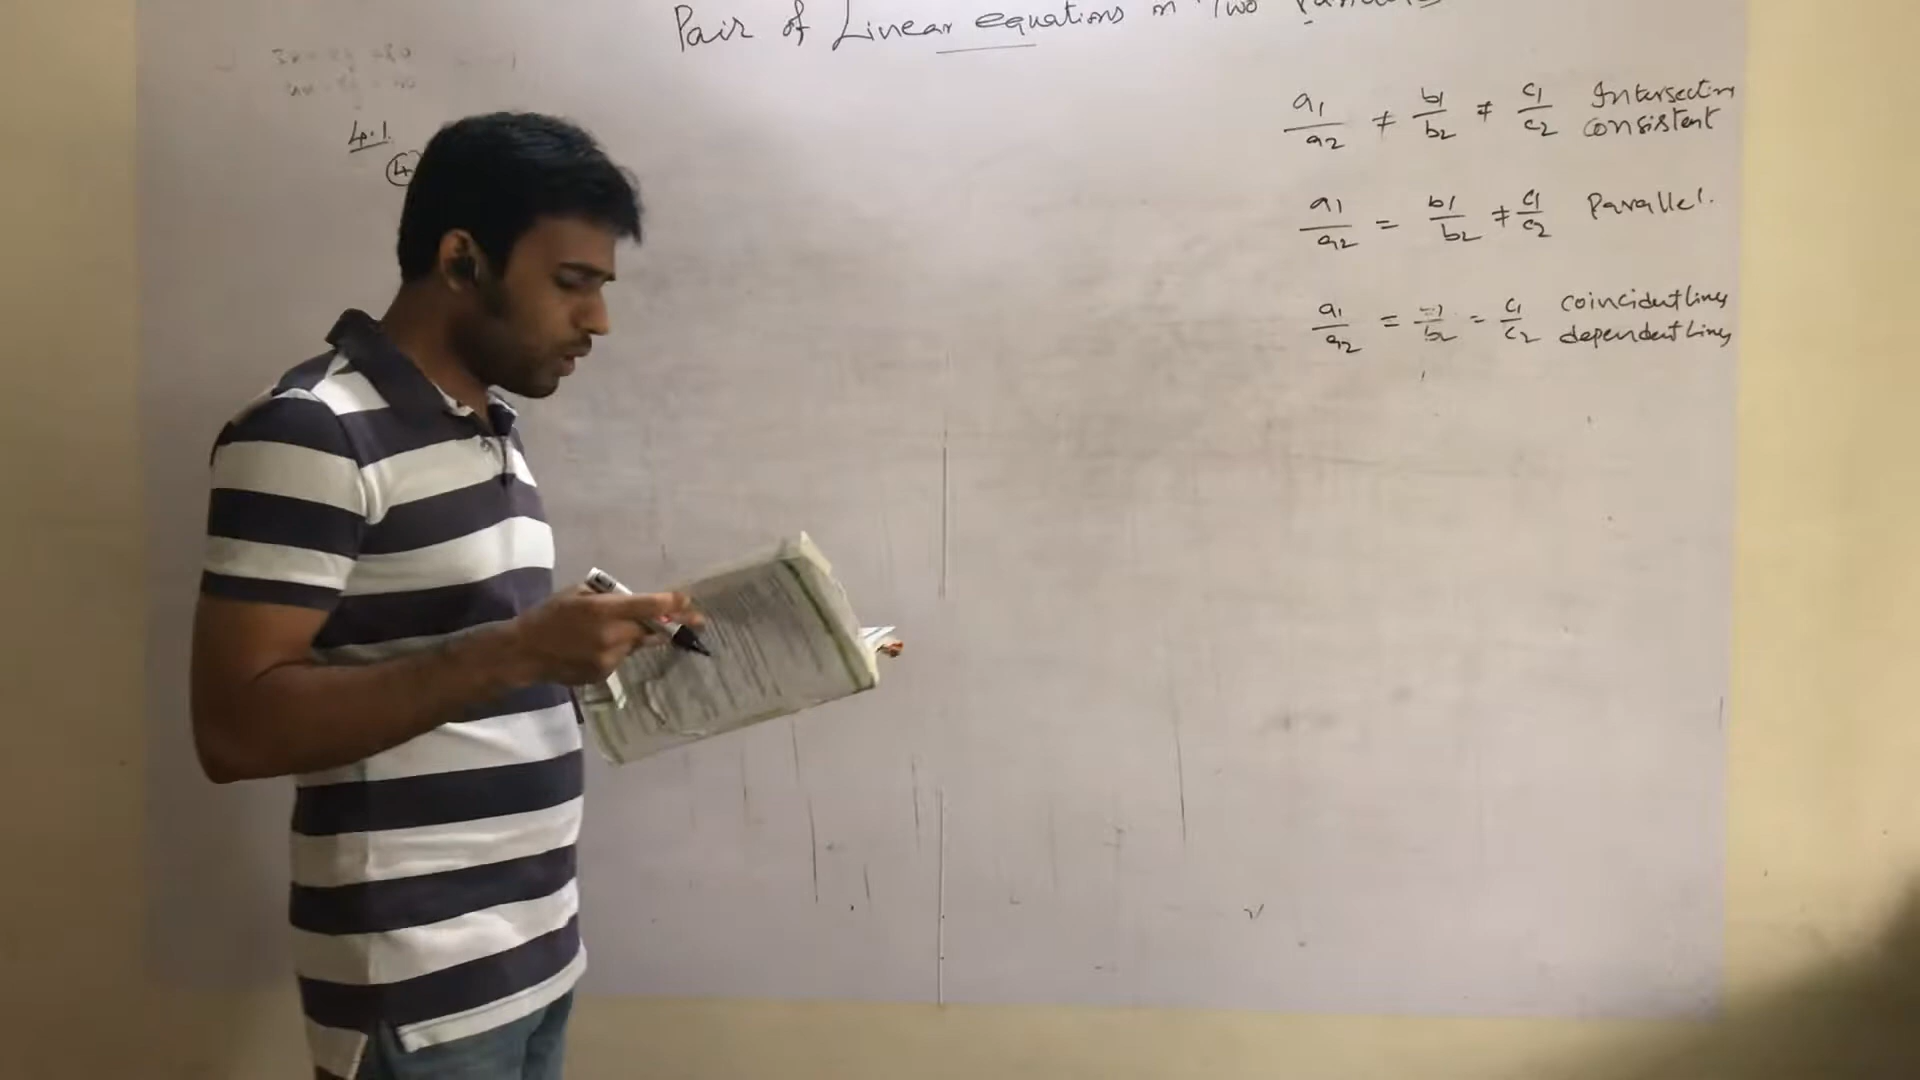 Pair of Linear equations in Two
4.1
4
a1/a2 ≠ b1/b2 ≠ c1/c2 Intersecting
consistent
a1/a2 = b1/b2 ≠ c1/c2 Parallel.
a1/a2 = b1/b2 = c1/c2 coincident lines
dependent lines